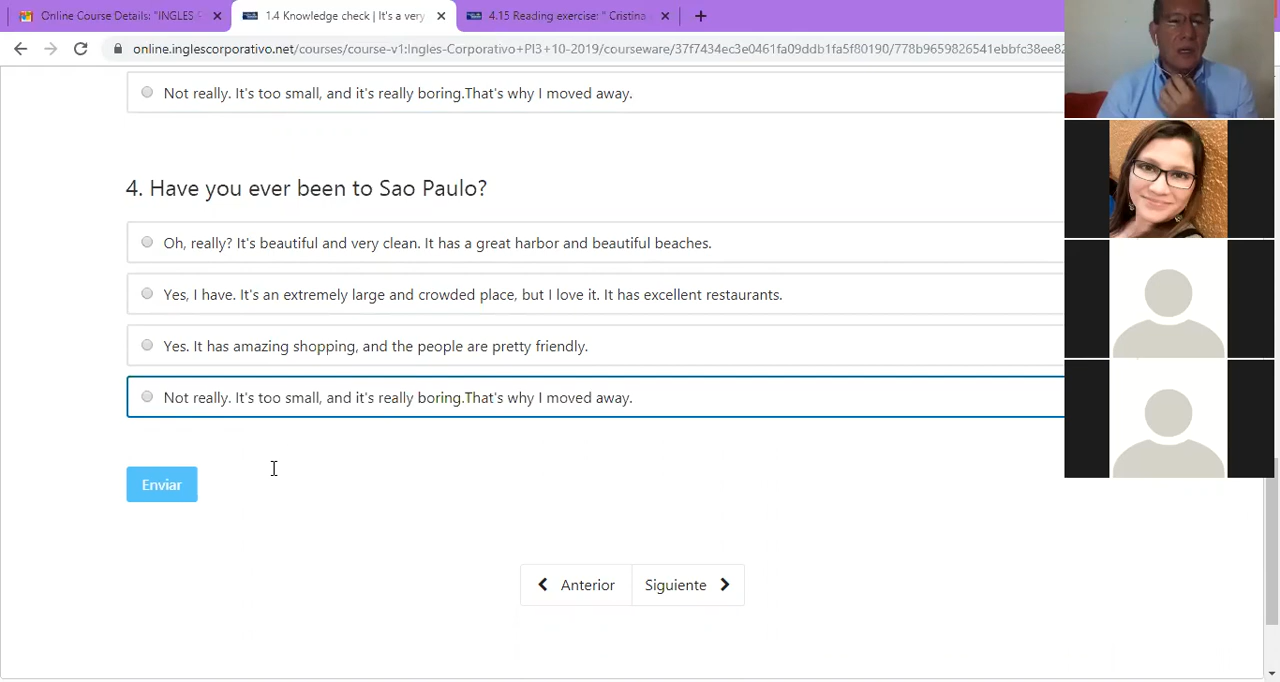 Online Course Details: "INGLES P
1.4 Knowledge check | It's a very
4.15 Reading exercise: " Cristina
online.inglescorporativo.net/courses/course-v1:Ingles-Corporativo+PI3+10-2019/courseware/37f7434ec3e0461fa09ddb1fa5f80190/778b9659826541ebbfc38ee82
Not really. It's too small, and it's really boring.That's why I moved away.
4. Have you ever been to Sao Paulo?
Oh, really? It's beautiful and very clean. It has a great harbor and beautiful beaches.
Yes, I have. It's an extremely large and crowded place, but I love it. It has excellent restaurants.
Yes. It has amazing shopping, and the people are pretty friendly.
Not really. It's too small, and it's really boring.That's why I moved away.
Enviar
Anterior Siguiente